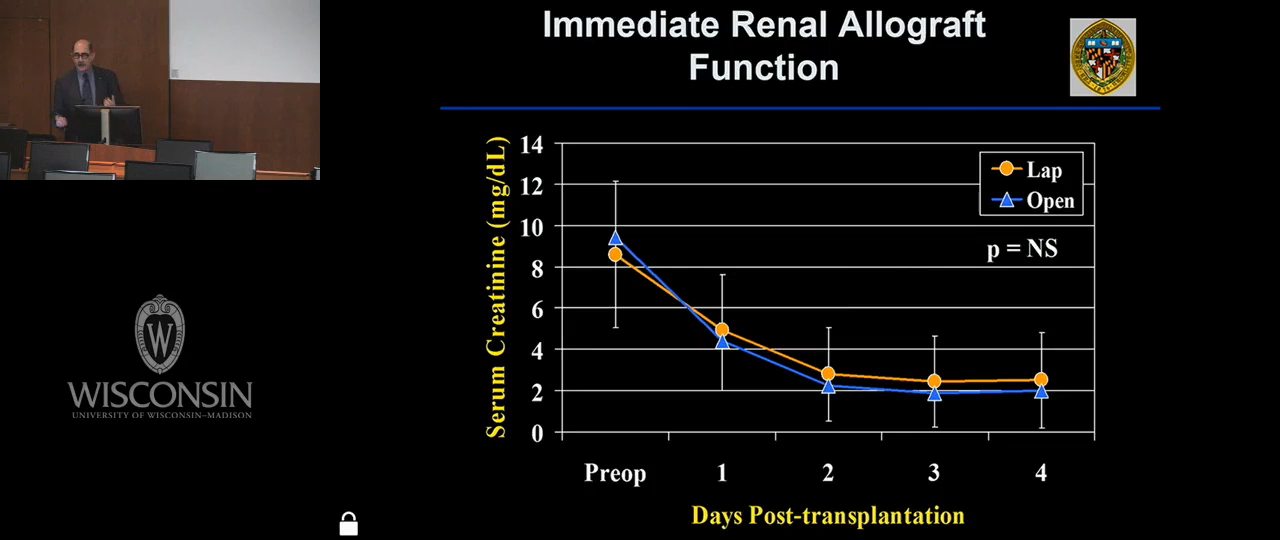 Immediate Renal Allograft
Function
Serum Creatinine (mg/dL)
14
12
10
8
6
4
2
0
Lap
Open
p = NS
Preop 1 2 3 4
Days Post-transplantation
W
WISCONSIN
UNIVERSITY OF WISCONSIN–MADISON